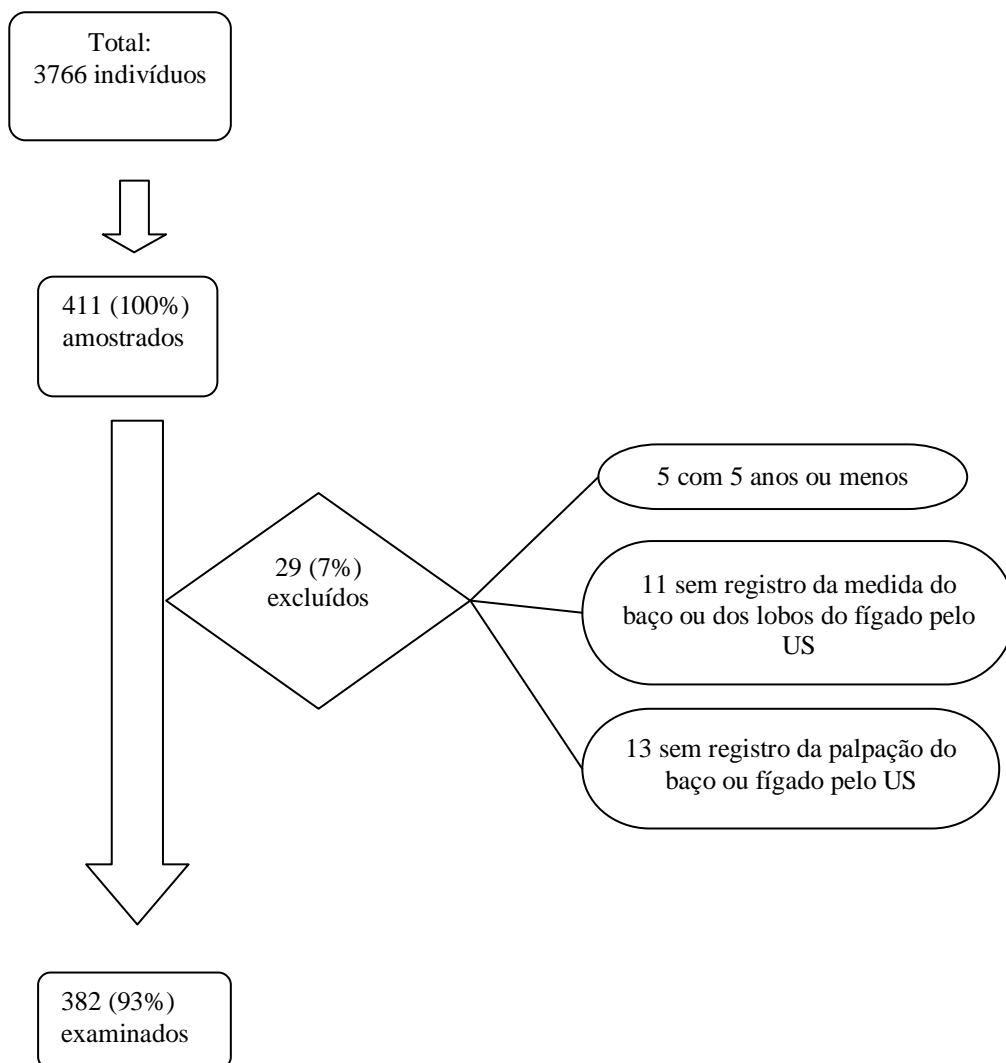 Total:
3766 indivíduos
411 (100%)
amostrados
29 (7%)
excluídos
5 com 5 anos ou menos
11 sem registro da medida do
baço ou dos lobos do fígado pelo
US
13 sem registro da palpação do
baço ou fígado pelo US
382 (93%)
examinados